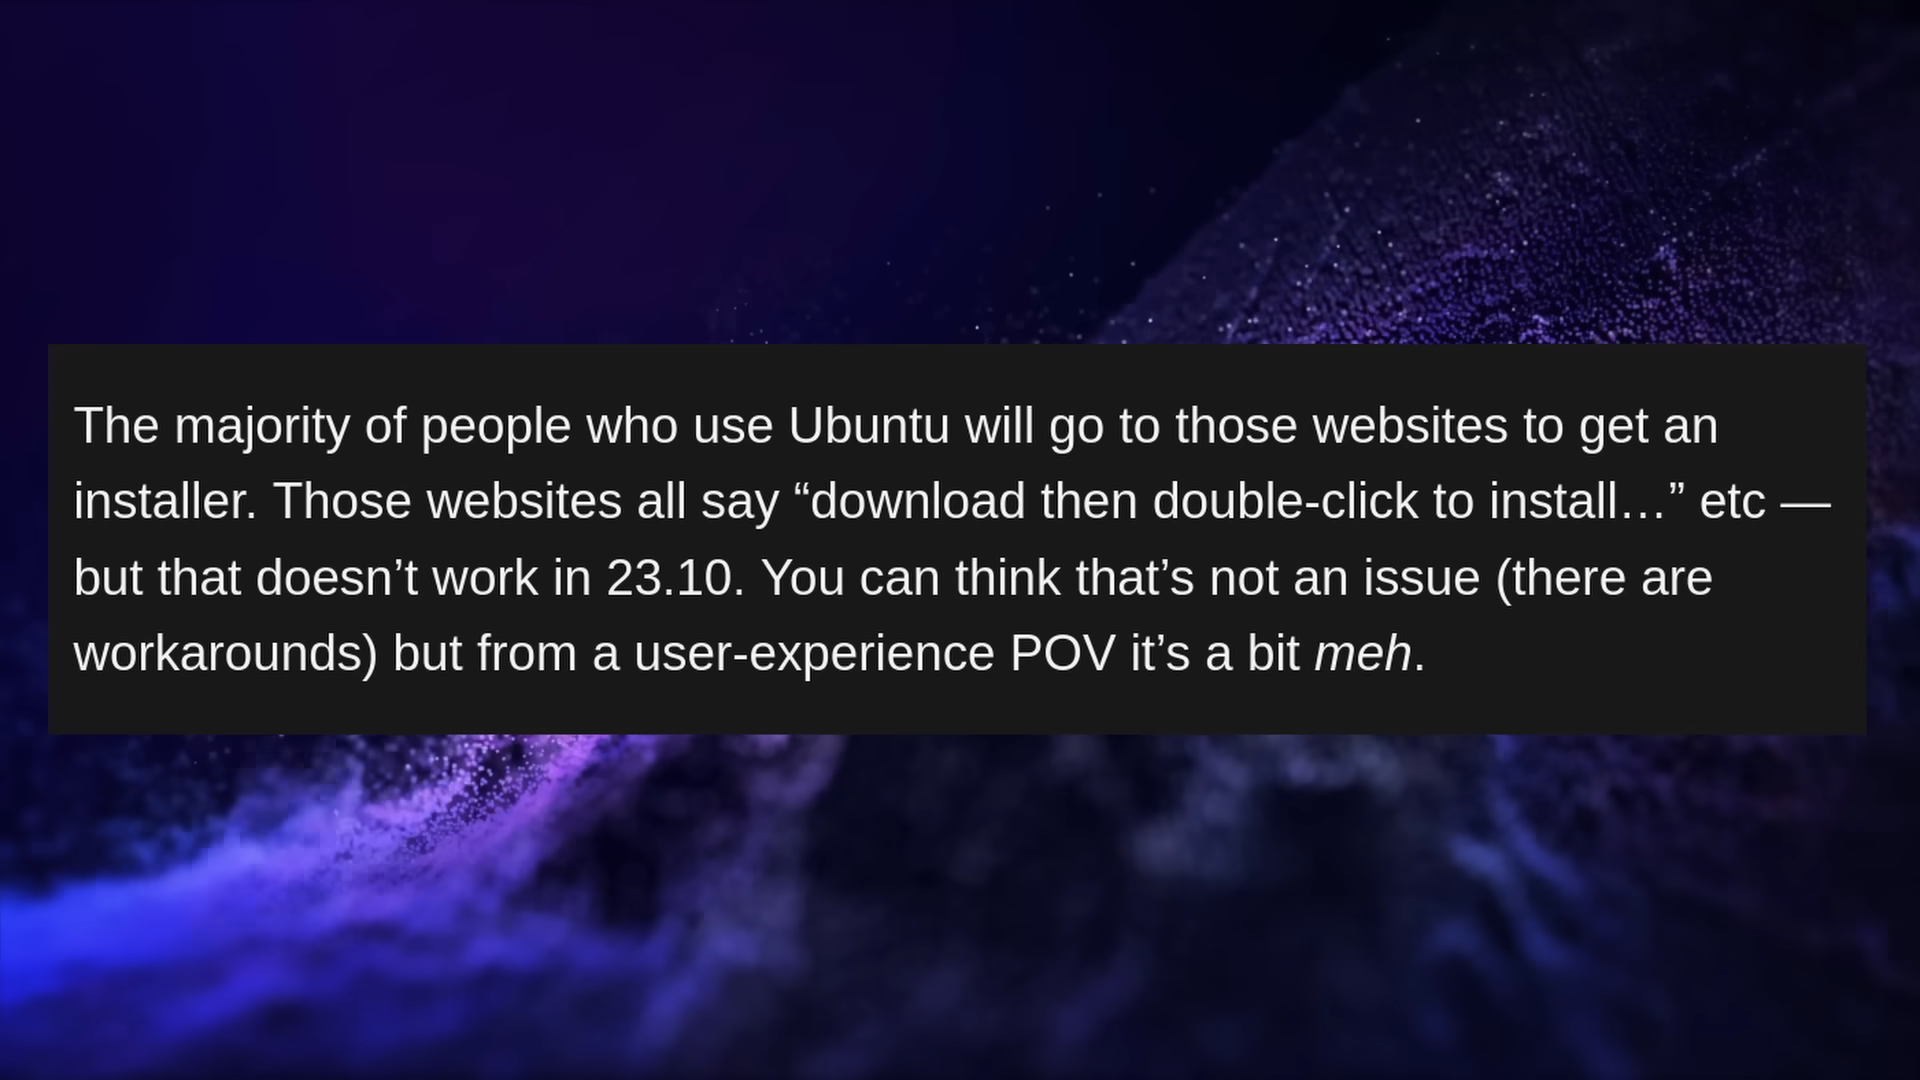 The majority of people who use Ubuntu will go to those websites to get an
installer. Those websites all say “download then double-click to install…” etc —
but that doesn’t work in 23.10. You can think that’s not an issue (there are
workarounds) but from a user-experience POV it’s a bit meh.